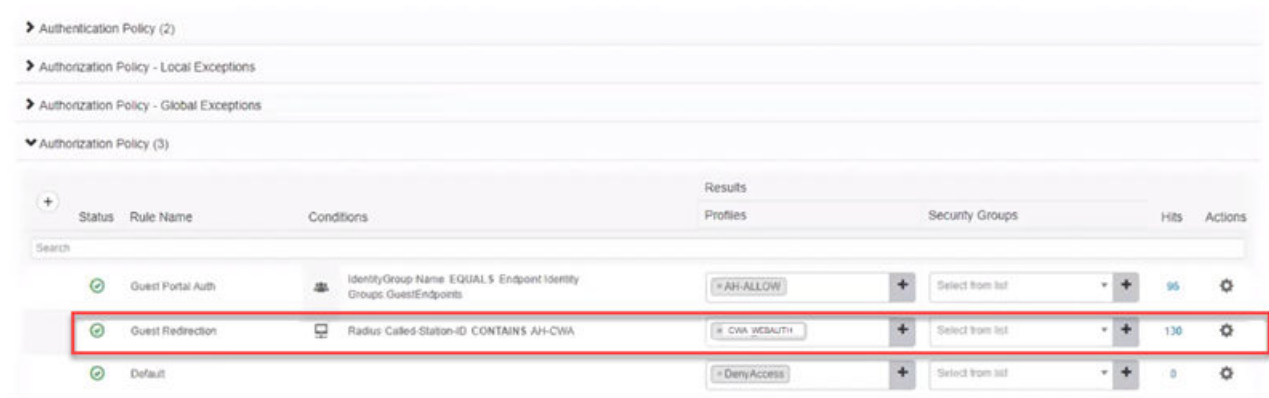 Authentication Policy (2)
Authorization Policy - Local Exceptions
Authorization Policy - Global Exceptions
Authorization Policy (3)
Results
+ Status Rule Name Conditions Profiles Security Groups Hits Actions
Search
Guest Portal Auth IdentityGroup·Name EQUALS Endpoint Identity Groups:GuestEndpoints × AH-ALLOW + Select from list + 96
Guest Redirection Radius·Called-Station-ID CONTAINS AH-CWA × CWA_WEBAUTH + Select from list + 130
Default × DenyAccess + Select from list + 0